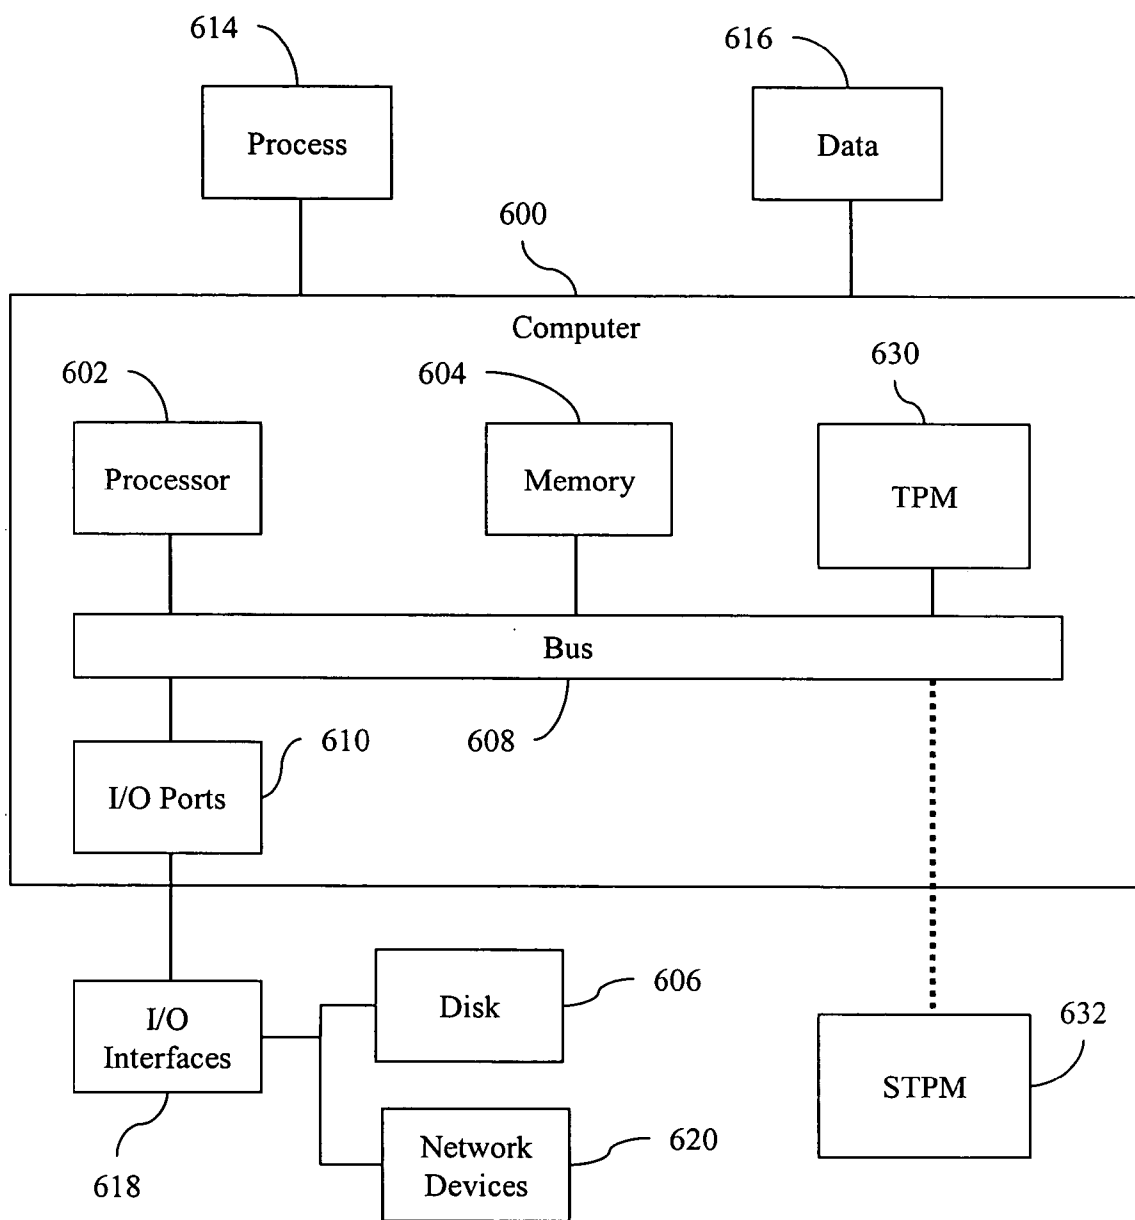 614
616
Process
Data
600
Computer
602
604
630
Processor
Memory
TPM
Bus
608
610
I/O Ports
606
Disk
632
I/O
Interfaces
STPM
620
Network
Devices
618